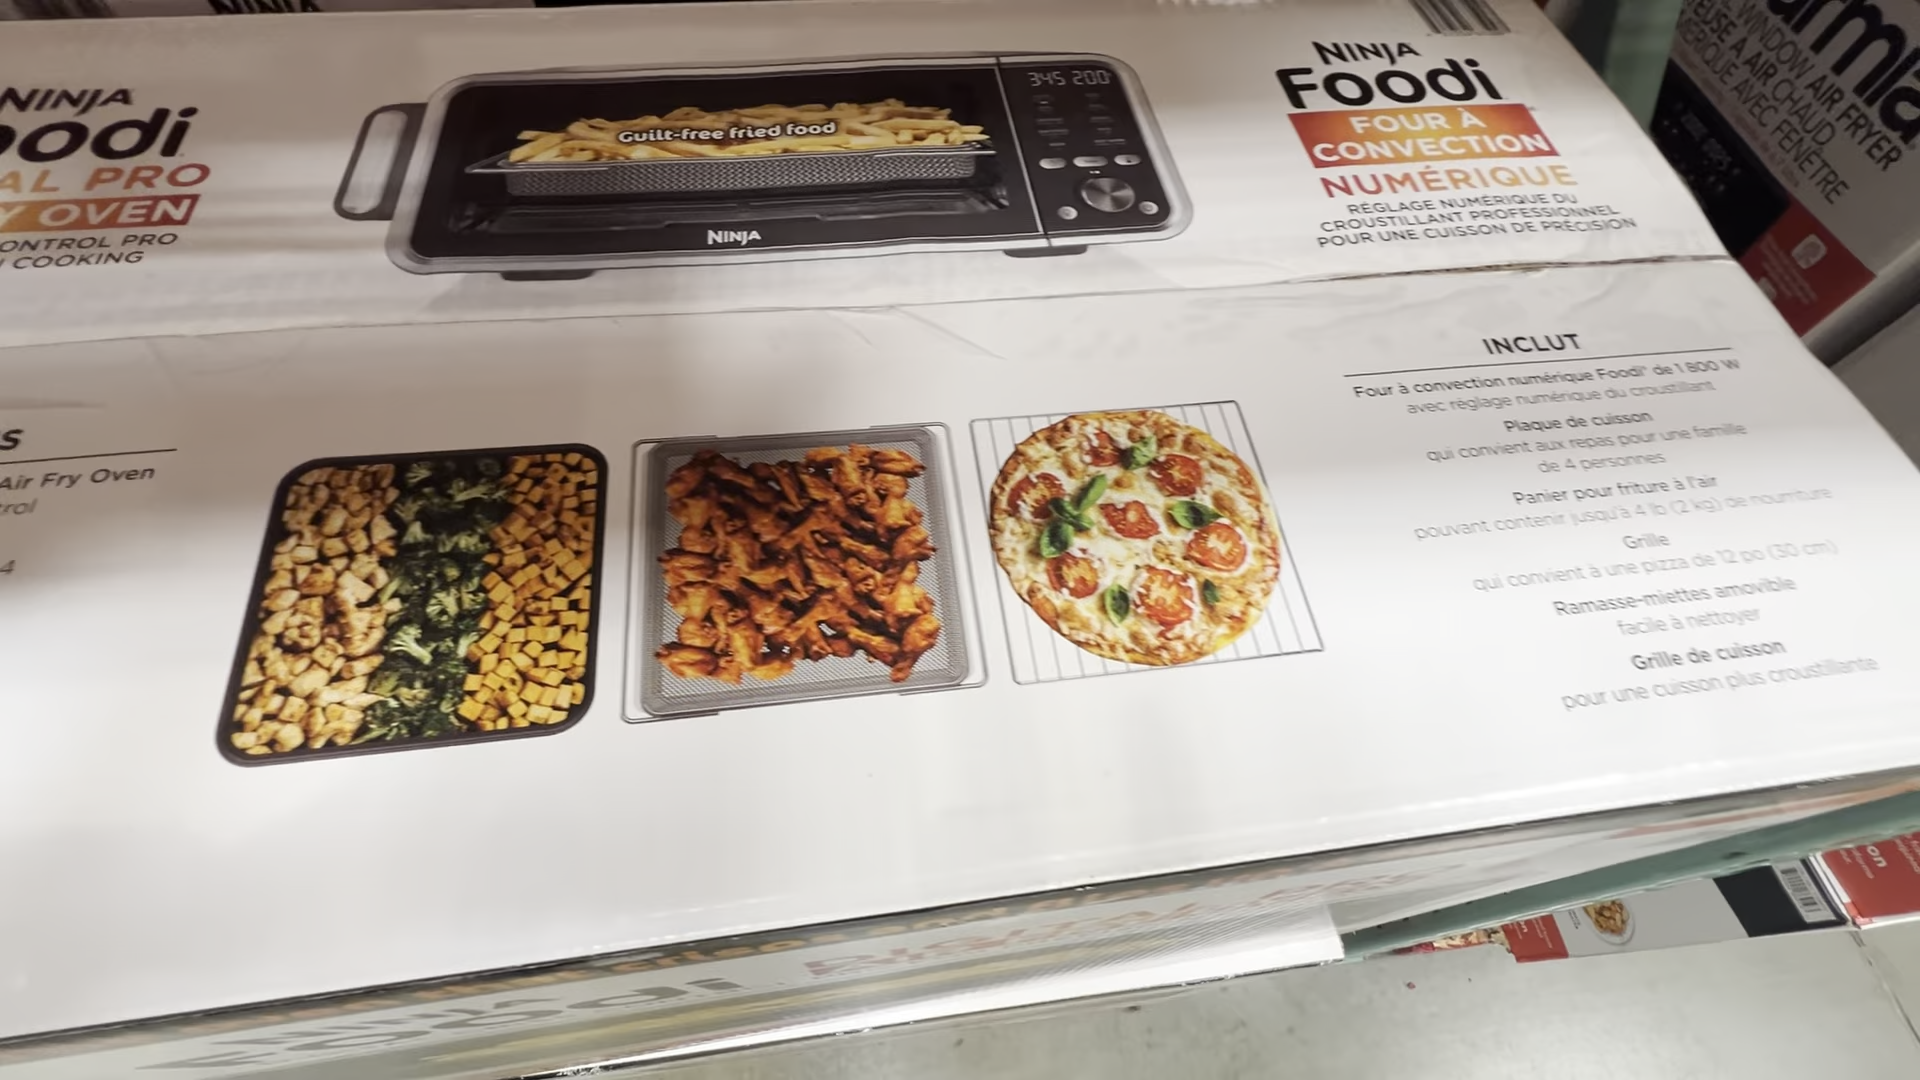 NINJA
NINJA
oodi
AL PRO
Y OVEN
ONTROL PRO
COOKING
Guilt-free fried food
345 200°
NINJA
NINJA
Foodi
FOUR À
CONVECTION
NUMÉRIQUE
RÉGLAGE NUMÉRIQUE DU
CROUSTILLANT PROFESSIONNEL
POUR UNE CUISSON DE PRÉCISION
S
Air Fry Oven
trol
4
INCLUT
Four à convection numérique Foodi de 1 800 W
avec réglage numérique du croustillant
Plaque de cuisson
qui convient aux repas pour une famille
de 4 personnes
Panier pour friture à l'air
pouvant contenir jusqu'à 4 lb (2 kg) de nourriture
Grille
qui convient à une pizza de 12 po (30 cm)
Ramasse-miettes amovible
facile à nettoyer
Grille de cuisson
pour une cuisson plus croustillante
WINDOW AIR FRYER
EUSE À AIR CHAUD
RIQUE AVEC FENÊTRE
on